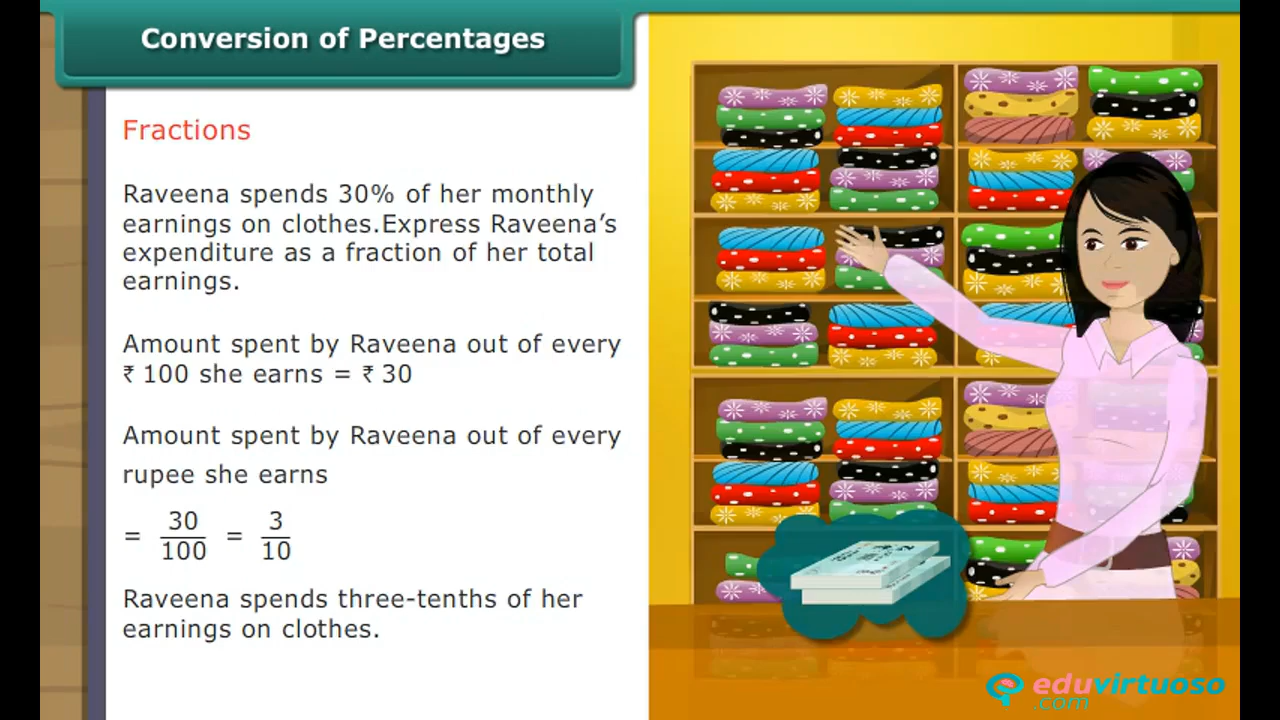 Conversion of Percentages
Fractions
Raveena spends 30% of her monthly
earnings on clothes.Express Raveena’s
expenditure as a fraction of her total
earnings.
Amount spent by Raveena out of every
₹ 100 she earns = ₹ 30
Amount spent by Raveena out of every
rupee she earns
= 30/100 = 3/10
Raveena spends three-tenths of her
earnings on clothes.
eduvirtuoso
.com